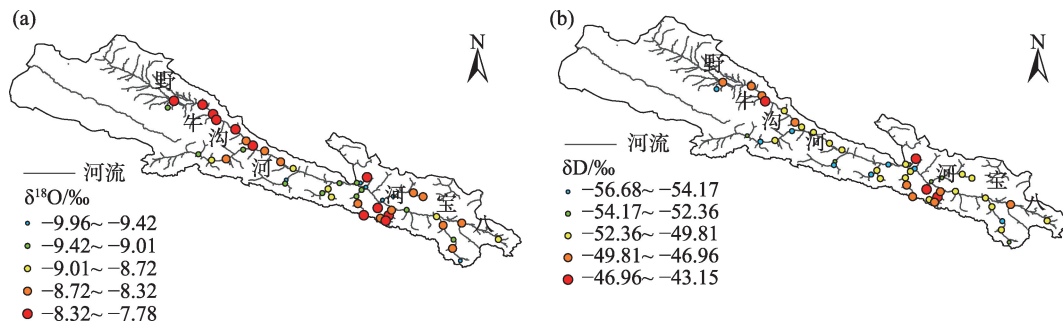 (a)
N
野
牛
沟
河
河
宝
八
河流
δ¹⁸O/‰
−9.96~ −9.42
−9.42~ −9.01
−9.01~ −8.72
−8.72~ −8.32
−8.32~ −7.78
(b)
N
野
牛
沟
河
河
宝
八
河流
δD/‰
−56.68~ −54.17
−54.17~ −52.36
−52.36~ −49.81
−49.81~ −46.96
−46.96~ −43.15